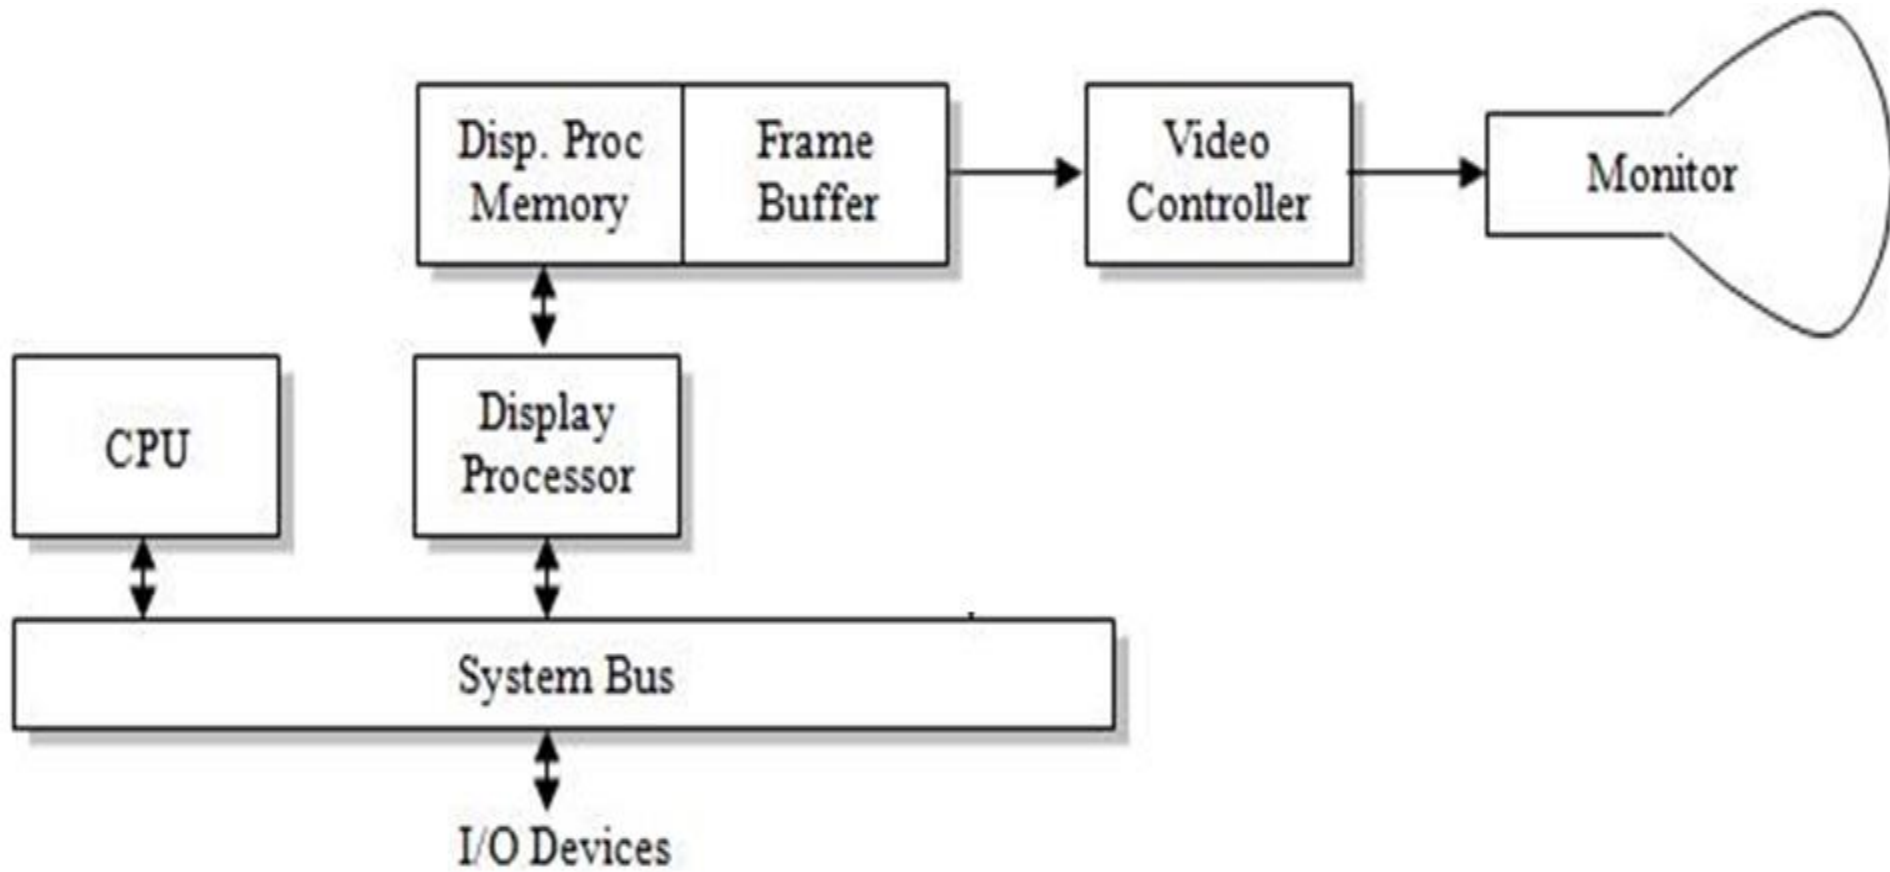 Disp. Proc
Memory
Frame
Buffer
Video
Controller
Monitor
CPU
Display
Processor
System Bus
I/O Devices